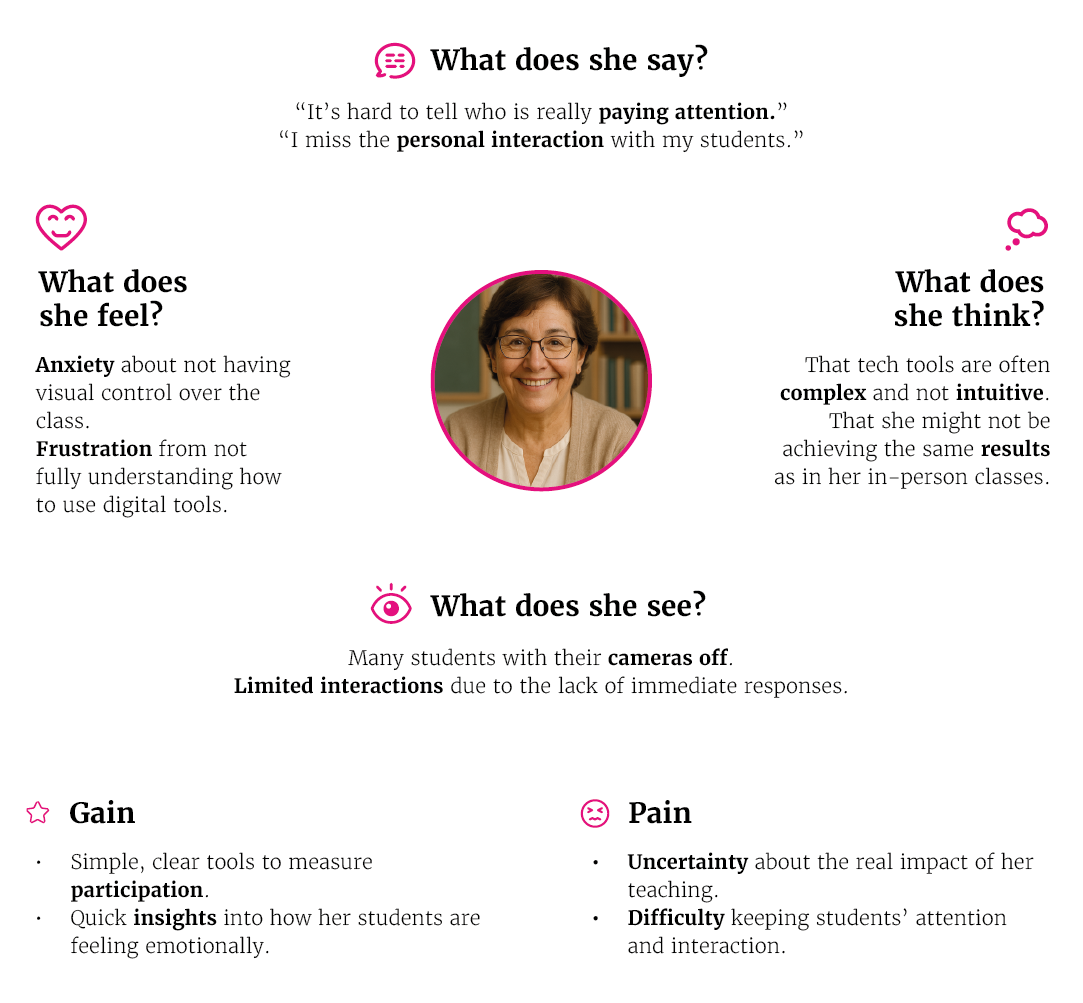 What does she say?
“It’s hard to tell who is really paying attention.”
“I miss the personal interaction with my students.”
What does
she feel?
Anxiety about not having
visual control over the
class.
Frustration from not
fully understanding how
to use digital tools.
What does
she think?
That tech tools are often
complex and not intuitive.
That she might not be
achieving the same results
as in her in-person classes.
What does she see?
Many students with their cameras off.
Limited interactions due to the lack of immediate responses.
Gain
• Simple, clear tools to measure
participation.
• Quick insights into how her students are
feeling emotionally.
Pain
• Uncertainty about the real impact of her
teaching.
• Difficulty keeping students’ attention
and interaction.